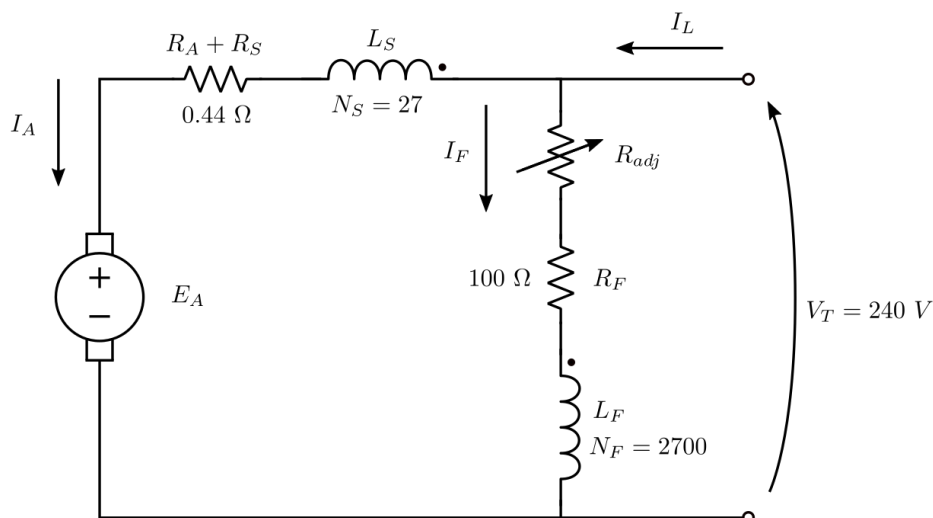 I_L
R_A + R_S
L_S
0.44 Ω
N_S = 27
I_A
I_F
R_adj
+
−
E_A
100 Ω
R_F
V_T = 240 V
L_F
N_F = 2700